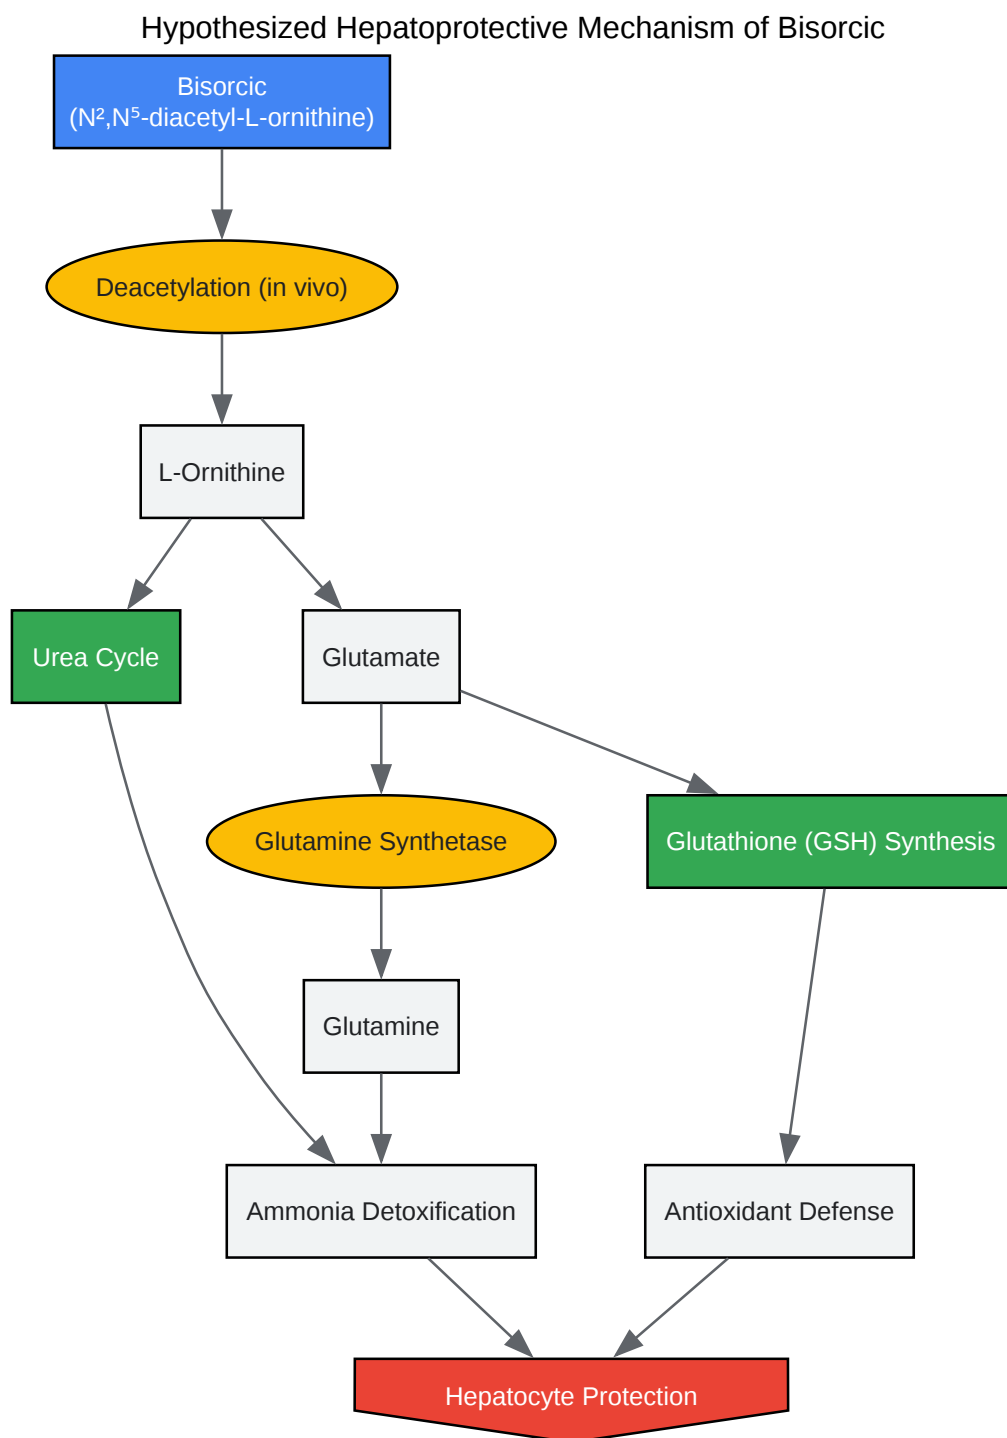 Hypothesized Hepatoprotective Mechanism of Bisorcic
Bisorcic
(N²,N⁵-diacetyl-L-ornithine)
Deacetylation (in vivo)
L-Ornithine
Urea Cycle
Glutamate
Glutamine Synthetase
Glutathione (GSH) Synthesis
Glutamine
Ammonia Detoxification
Antioxidant Defense
Hepatocyte Protection